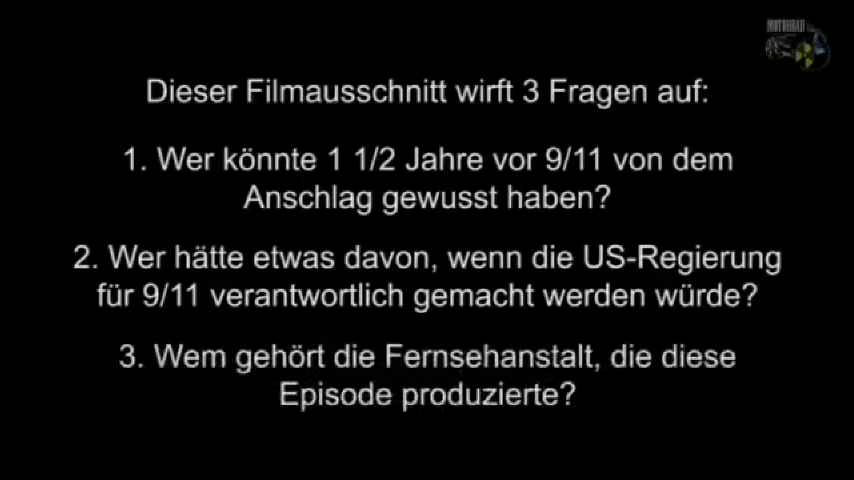 MOTORRAD
Dieser Filmausschnitt wirft 3 Fragen auf:
1. Wer könnte 1 1/2 Jahre vor 9/11 von dem
Anschlag gewusst haben?
2. Wer hätte etwas davon, wenn die US-Regierung
für 9/11 verantwortlich gemacht werden würde?
3. Wem gehört die Fernsehanstalt, die diese
Episode produzierte?